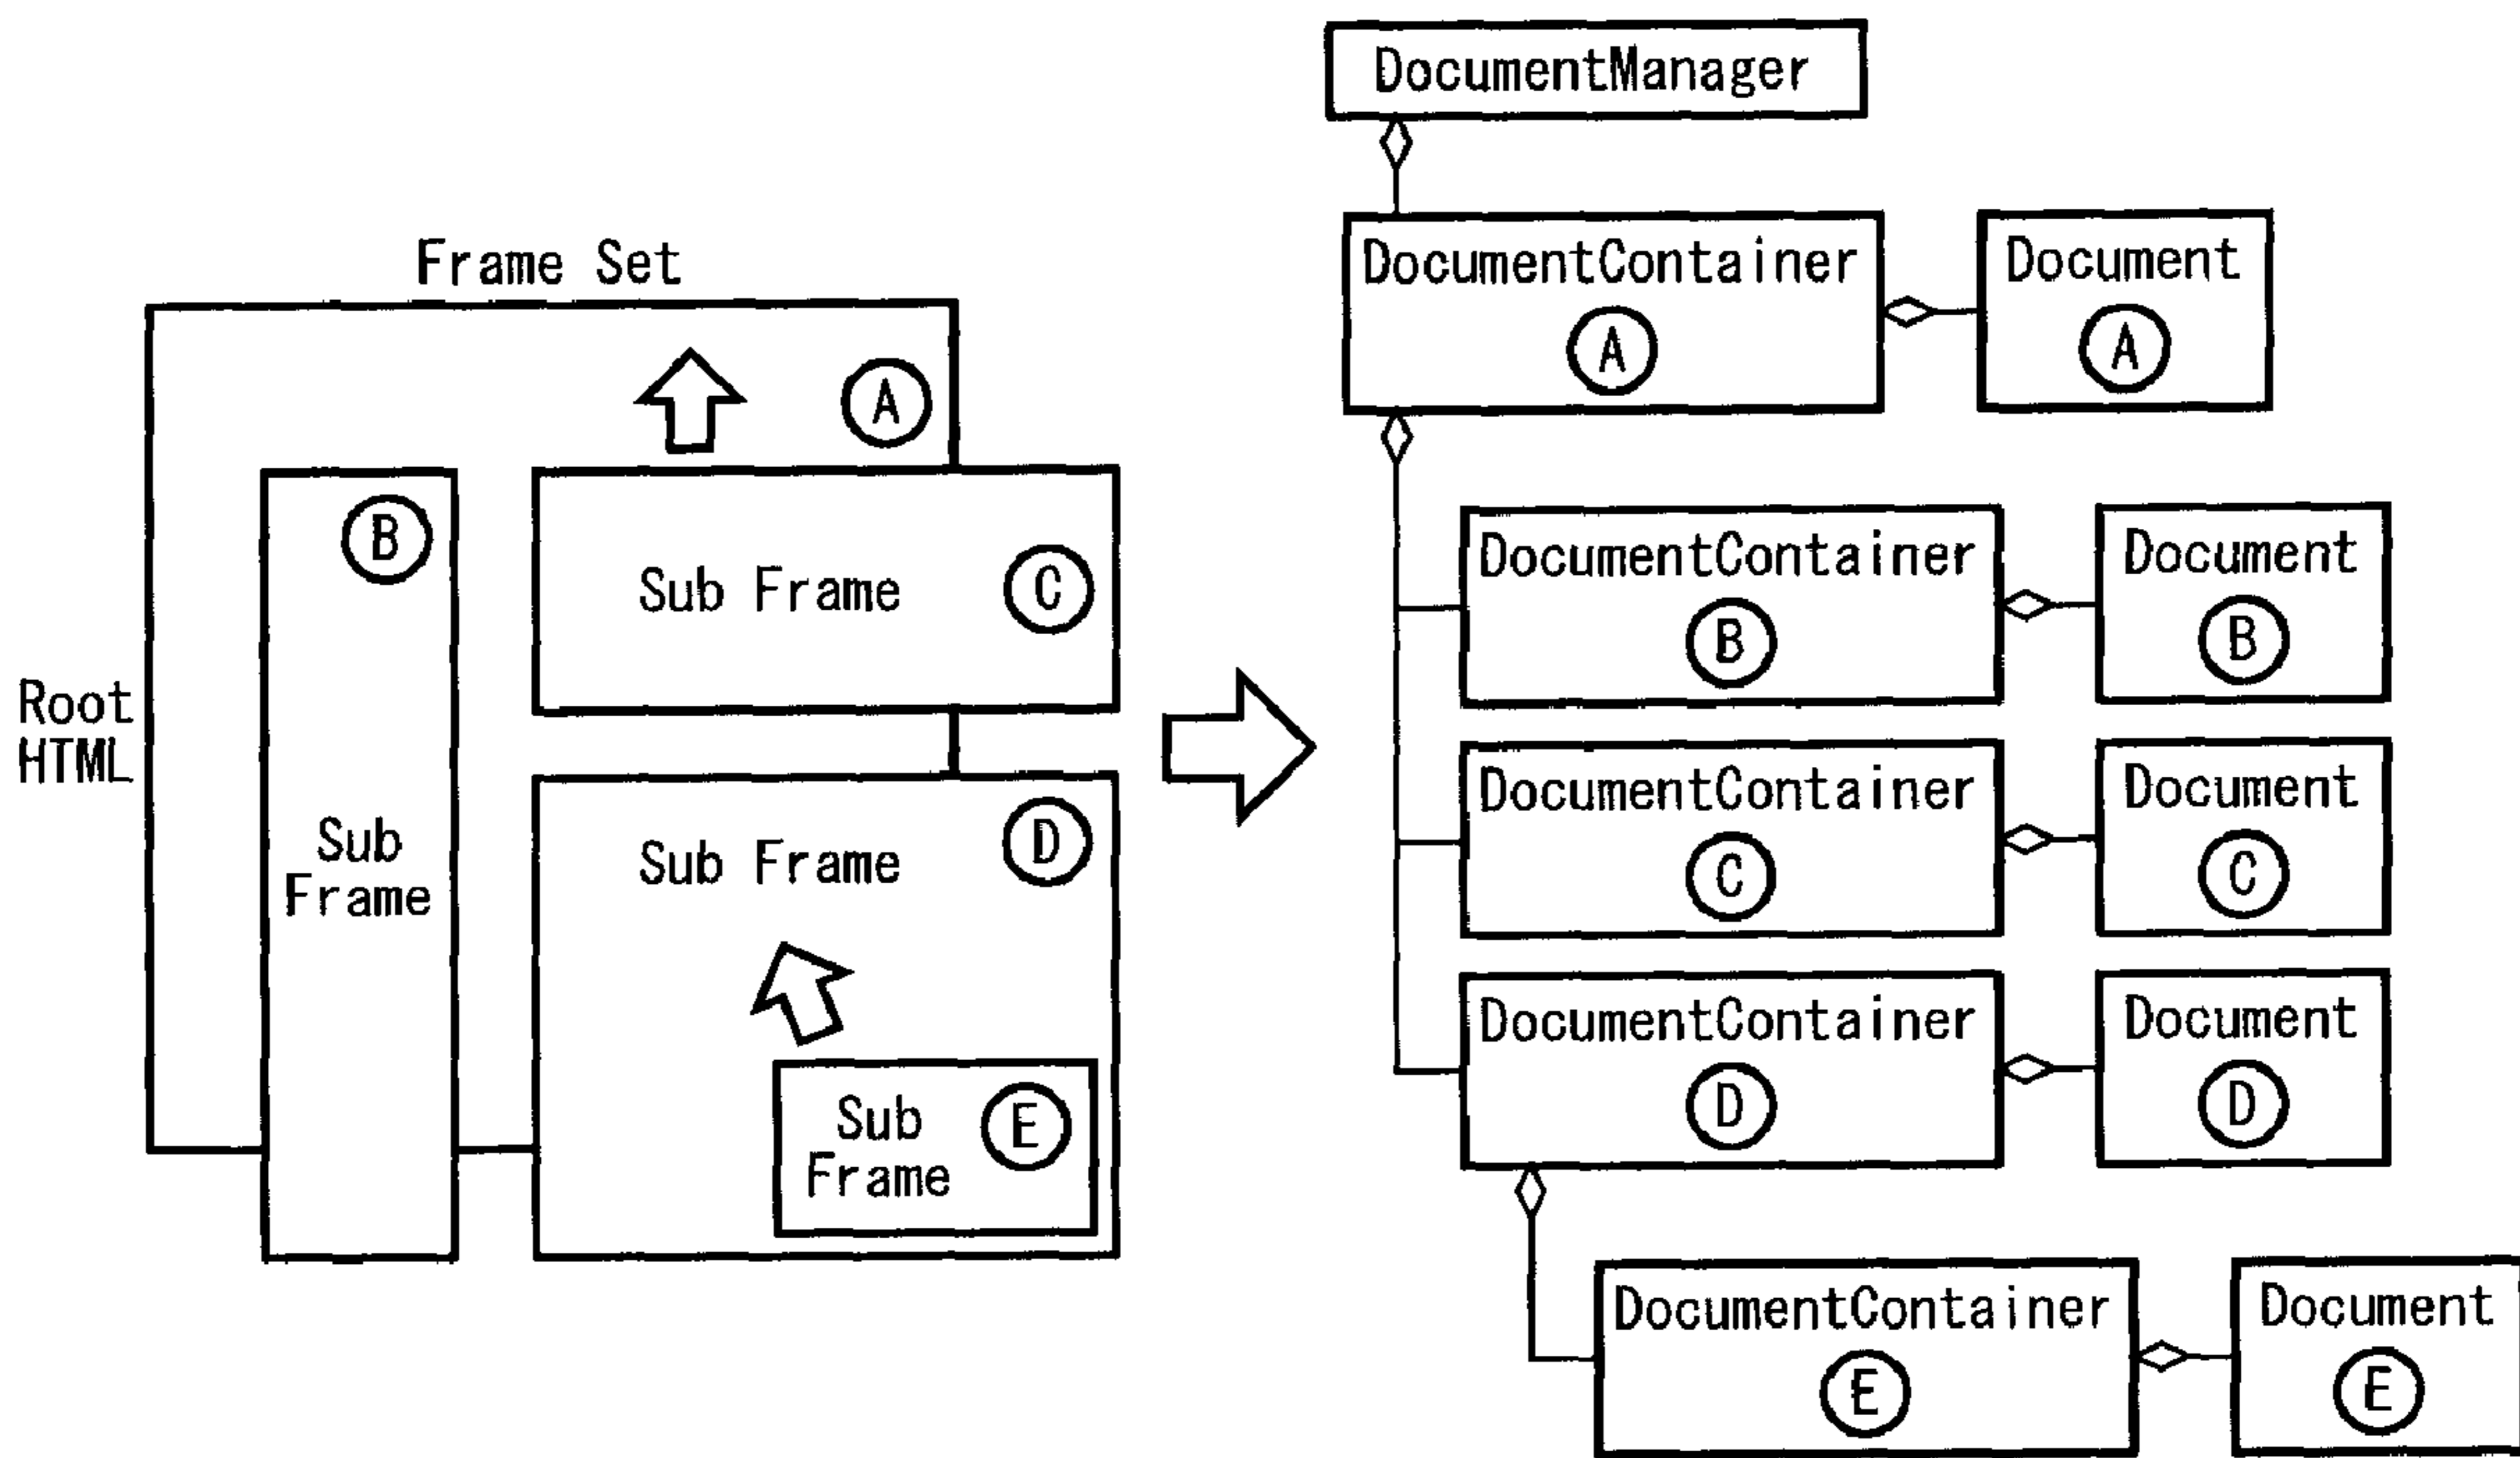 Frame Set
A
B
Sub Frame
C
Root
HTML
Sub
Frame
Sub Frame
D
Sub
Frame
E
DocumentManager
DocumentContainer
A
Document
A
DocumentContainer
B
Document
B
DocumentContainer
C
Document
C
DocumentContainer
D
Document
D
DocumentContainer
E
Document
E